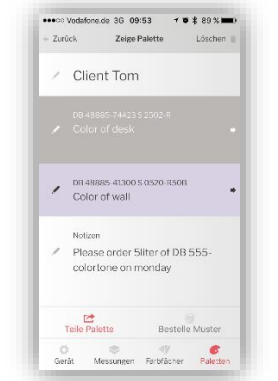 Vodafone.de 3G 09:53 89 %
Zurück Zeige Palette Löschen
Client Tom
DB 48885-74423 S 2502-R
Color of desk
DB 48885-41300 S 0520-R50B
Color of wall
Notizen
Please order 5liter of DB 555-
colortone on monday
Teile Palette Bestelle Muster
Gerät Messungen Farbfächer Paletten